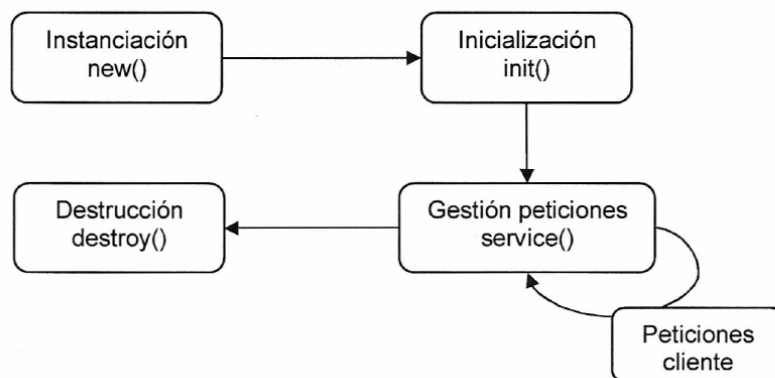 Instanciación
new()
Inicialización
init()
Destrucción
destroy()
Gestión peticiones
service()
Peticiones
cliente